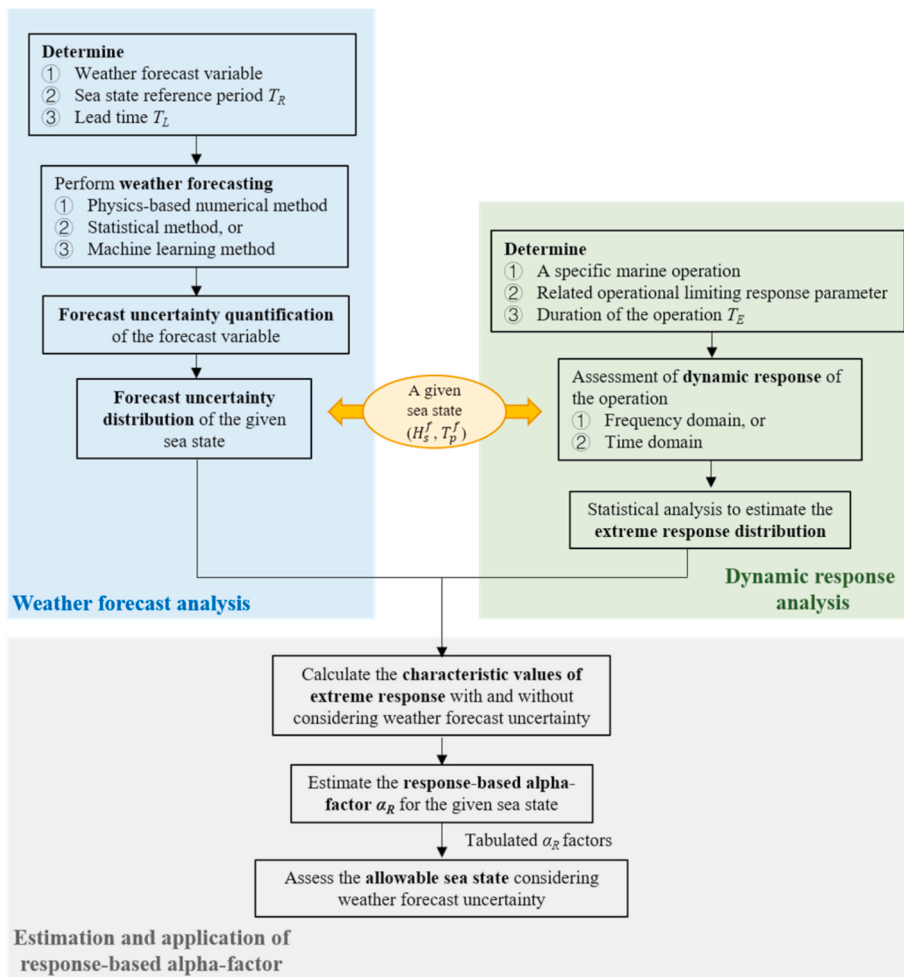 Determine
① Weather forecast variable
② Sea state reference period T_R
③ Lead time T_L
Perform weather forecasting
① Physics-based numerical method
② Statistical method, or
③ Machine learning method
Forecast uncertainty quantification
of the forecast variable
Forecast uncertainty
distribution of the given
sea state
Weather forecast analysis
A given
sea state
(H_s^f, T_p^f)
Determine
① A specific marine operation
② Related operational limiting response parameter
③ Duration of the operation T_E
Assessment of dynamic response of
the operation
① Frequency domain, or
② Time domain
Statistical analysis to estimate the
extreme response distribution
Dynamic response
analysis
Calculate the characteristic values of
extreme response with and without
considering weather forecast uncertainty
Estimate the response-based alpha-
factor α_R for the given sea state
Tabulated α_R factors
Assess the allowable sea state considering
weather forecast uncertainty
Estimation and application of
response-based alpha-factor